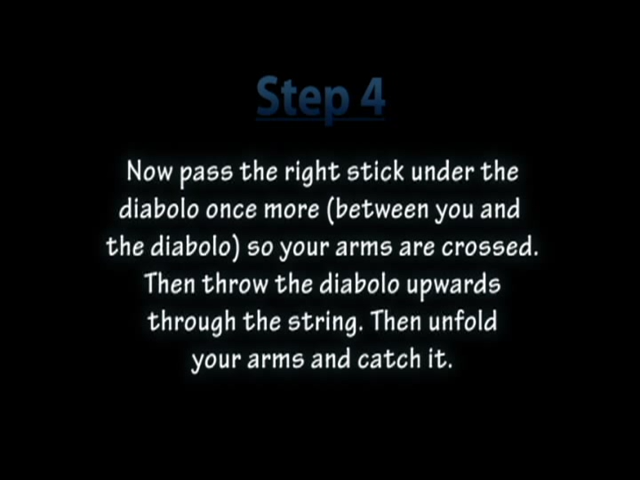 Step 4
Now pass the right stick under the
diabolo once more (between you and
the diabolo) so your arms are crossed.
Then throw the diabolo upwards
through the string. Then unfold
your arms and catch it.